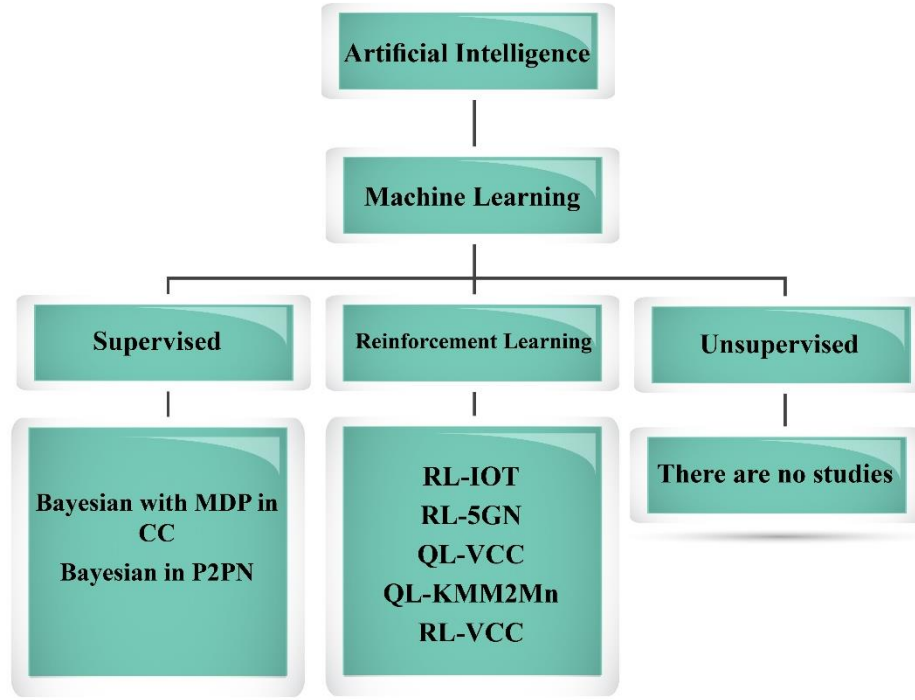 Artificial Intelligence
Machine Learning
Supervised
Reinforcement Learning
Unsupervised
Bayesian with MDP in
CC
Bayesian in P2PN
RL-IOT
RL-5GN
QL-VCC
QL-KMM2Mn
RL-VCC
There are no studies